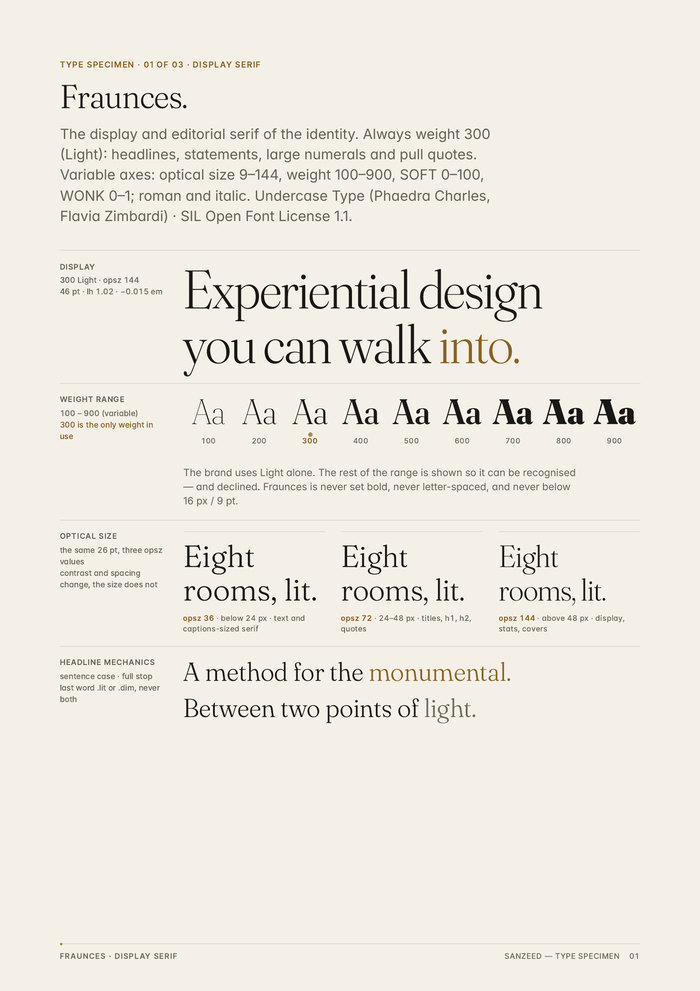 TYPE SPECIMEN · 01 OF 03 · DISPLAY SERIF
Fraunces.
The display and editorial serif of the identity. Always weight 300
(Light): headlines, statements, large numerals and pull quotes.
Variable axes: optical size 9–144, weight 100–900, SOFT 0–100,
WONK 0–1; roman and italic. Undercase Type (Phaedra Charles,
Flavia Zimbardi) · SIL Open Font License 1.1.
DISPLAY
300 Light · opsz 144
46 pt · lh 1.02 · −0.015 em
Experiential design
you can walk into.
WEIGHT RANGE
100 – 900 (variable)
300 is the only weight in
use
Aa Aa Aa Aa Aa Aa Aa Aa Aa
100 200 300 400 500 600 700 800 900
The brand uses Light alone. The rest of the range is shown so it can be recognised
— and declined. Fraunces is never set bold, never letter-spaced, and never below
16 px / 9 pt.
OPTICAL SIZE
the same 26 pt, three opsz
values
contrast and spacing
change, the size does not
Eight
rooms, lit.
opsz 36 · below 24 px · text and
captions-sized serif
Eight
rooms, lit.
opsz 72 · 24–48 px · titles, h1, h2,
quotes
Eight
rooms, lit.
opsz 144 · above 48 px · display,
stats, covers
HEADLINE MECHANICS
sentence case · full stop
last word .lit or .dim, never
both
A method for the monumental.
Between two points of light.
FRAUNCES · DISPLAY SERIF
SANZEED — TYPE SPECIMEN 01